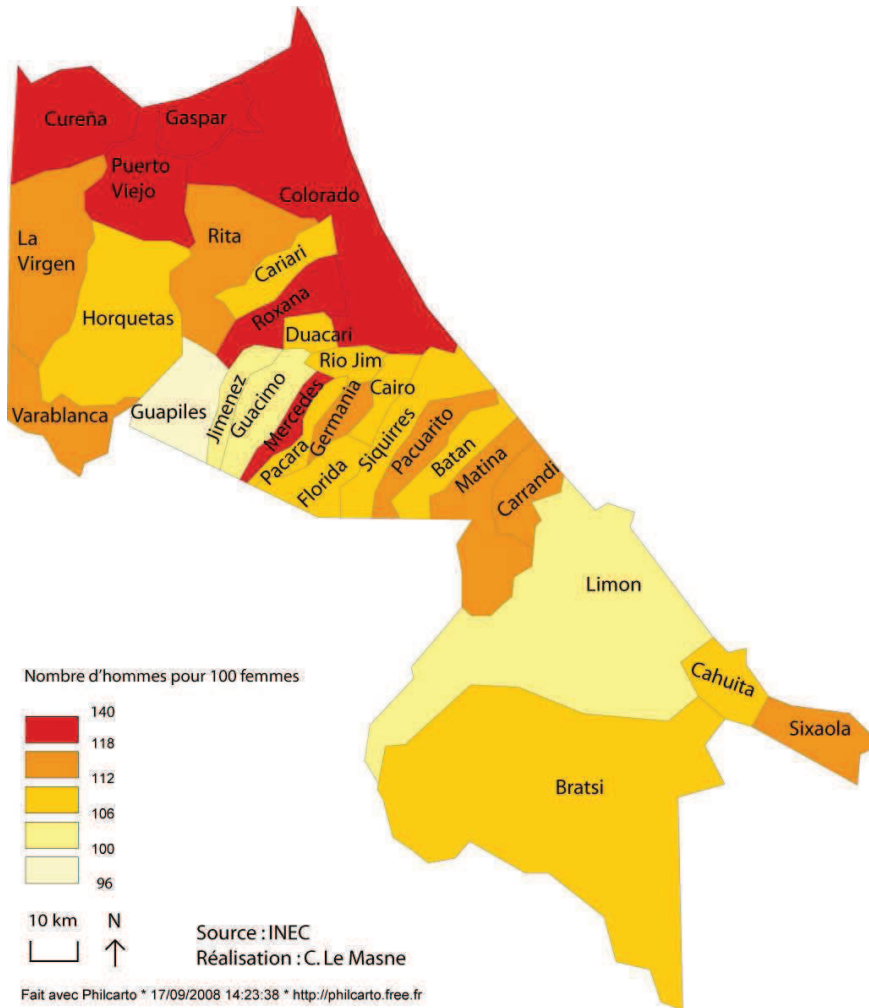 Cureña
Gaspar
Puerto
Viejo
Colorado
La
Virgen
Rita
Cariari
Horquetas
Roxana
Duacari
Rio Jim
Cairo
Varablanca
Guapiles
Jimenez
Guacimo
Mercedes
Pacara
Germania
Florida
Siquirres
Pacuarito
Batan
Matina
Carrandi
Limon
Cahuita
Sixaola
Bratsi
Nombre d'hommes pour 100 femmes
140
118
112
106
100
96
10 km
N
Source : INEC
Réalisation : C. Le Masne
Fait avec Philcarto * 17/09/2008 14:23:38 * http://philcarto.free.fr